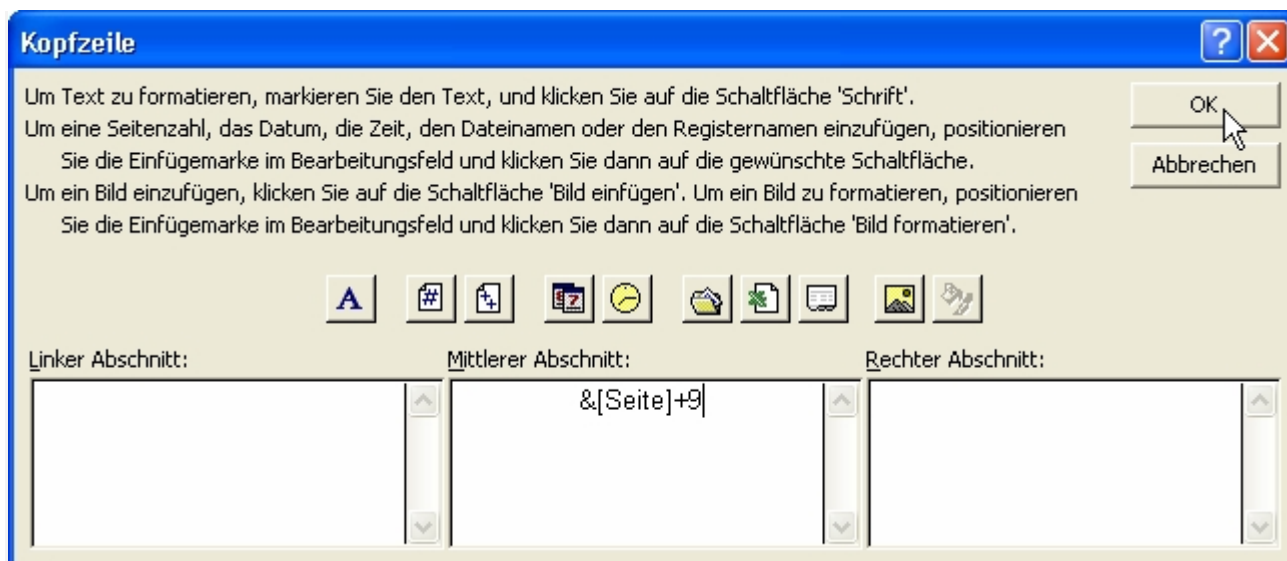 Kopfzeile
Um Text zu formatieren, markieren Sie den Text, und klicken Sie auf die Schaltfläche 'Schrift'.
Um eine Seitenzahl, das Datum, die Zeit, den Dateinamen oder den Registernamen einzufügen, positionieren
Sie die Einfügemarke im Bearbeitungsfeld und klicken Sie dann auf die gewünschte Schaltfläche.
Um ein Bild einzufügen, klicken Sie auf die Schaltfläche 'Bild einfügen'. Um ein Bild zu formatieren, positionieren
Sie die Einfügemarke im Bearbeitungsfeld und klicken Sie dann auf die Schaltfläche 'Bild formatieren'.
OK
Abbrechen
Linker Abschnitt:
Mittlerer Abschnitt:
Rechter Abschnitt:
&[Seite]+9